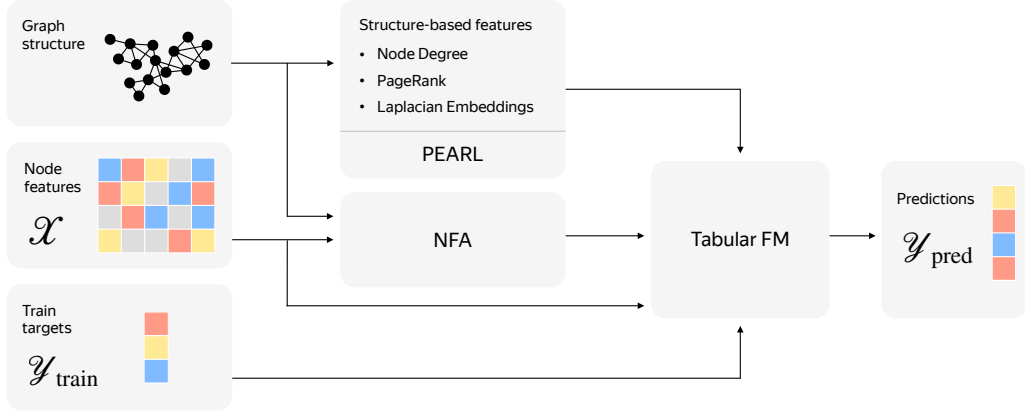 Graph
structure
Structure-based features
• Node Degree
• PageRank
• Laplacian Embeddings
PEARL
Node
features
𝒳
NFA
Tabular FM
Predictions
𝒴 pred
Train
targets
𝒴 train